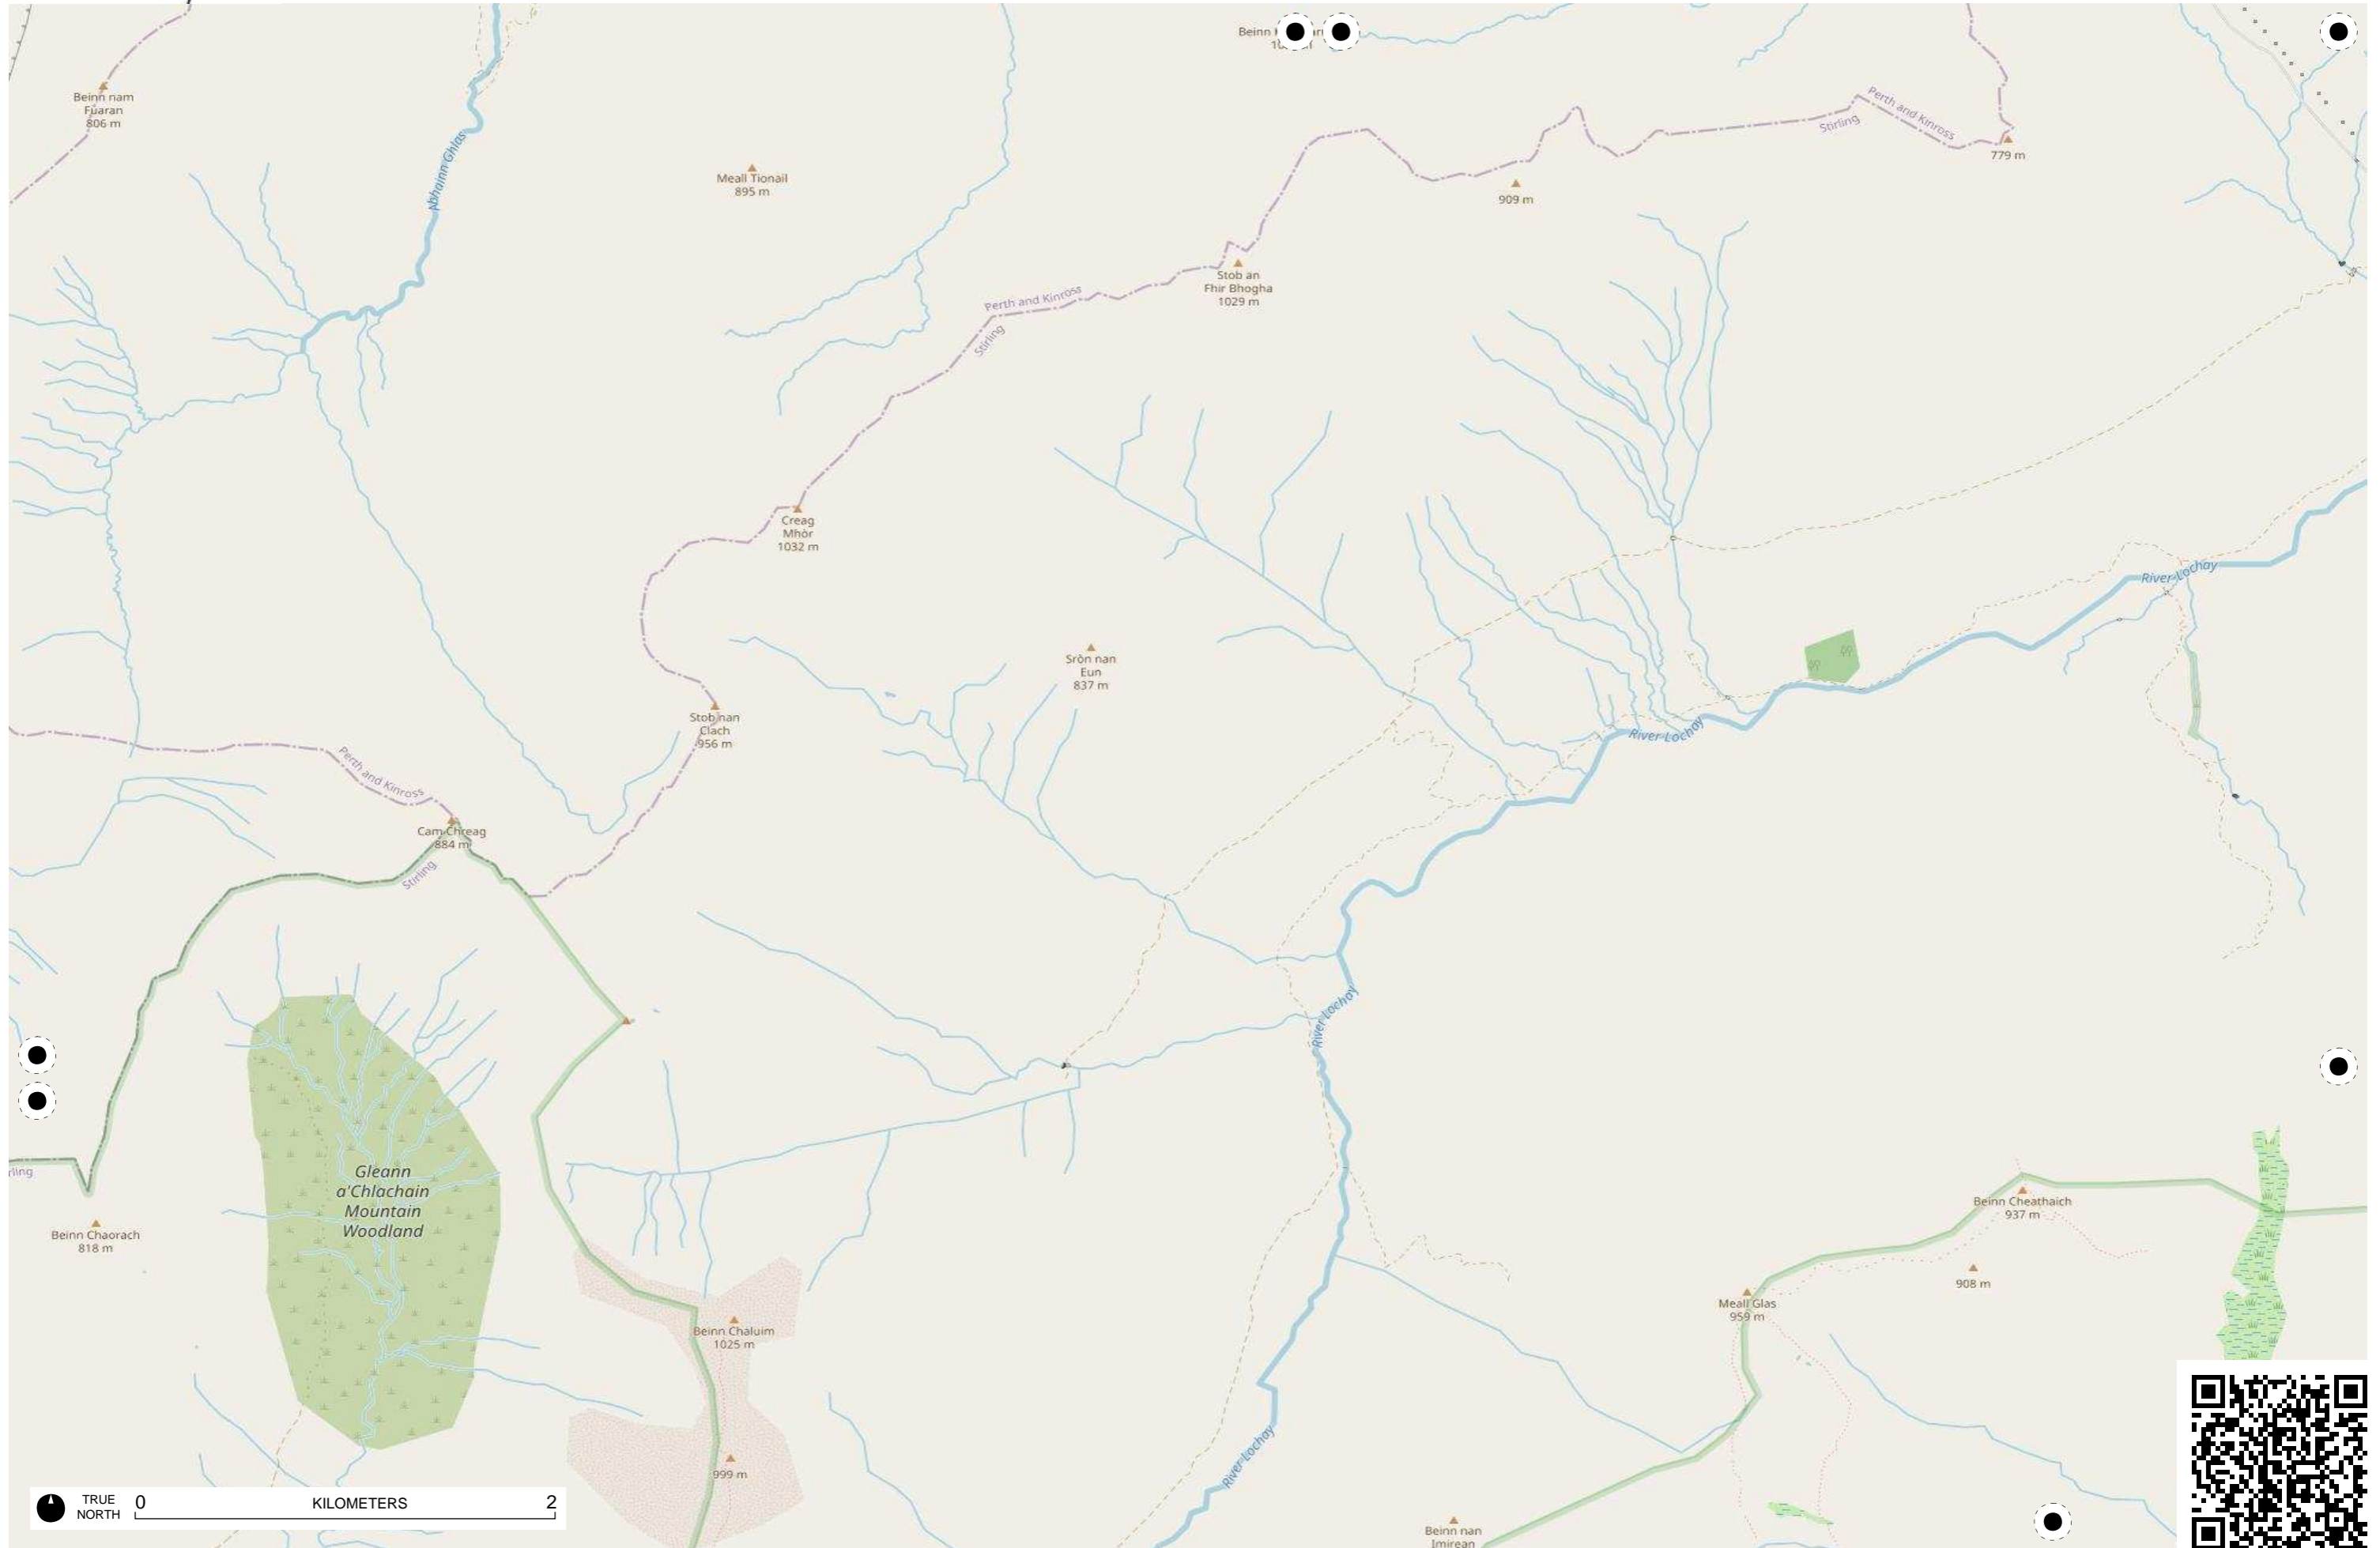 Beinn
Beinn nam
Fuaran
806 m
Abhainn Ghlas
Meall Tionail
895 m
Perth and Kinross
Stirling
779 m
909 m
Stob an
Fhir Bhogha
1029 m
Perth and Kinross
Stirling
Creag
Mhòr
1032 m
River Lochay
Sròn nan
Eun
837 m
Stob nan
Clach
956 m
River Lochay
Perth and Kinross
Cam Chreag
884 m
Stirling
River Lochay
Gleann
a'Chlachain
Mountain
Woodland
rling
Beinn Cheathaich
937 m
Beinn Chaorach
818 m
908 m
Meall Glas
959 m
Beinn Chaluim
1025 m
River Lochay
999 m
TRUE
NORTH
0 KILOMETERS 2
Beinn nan
Imirean